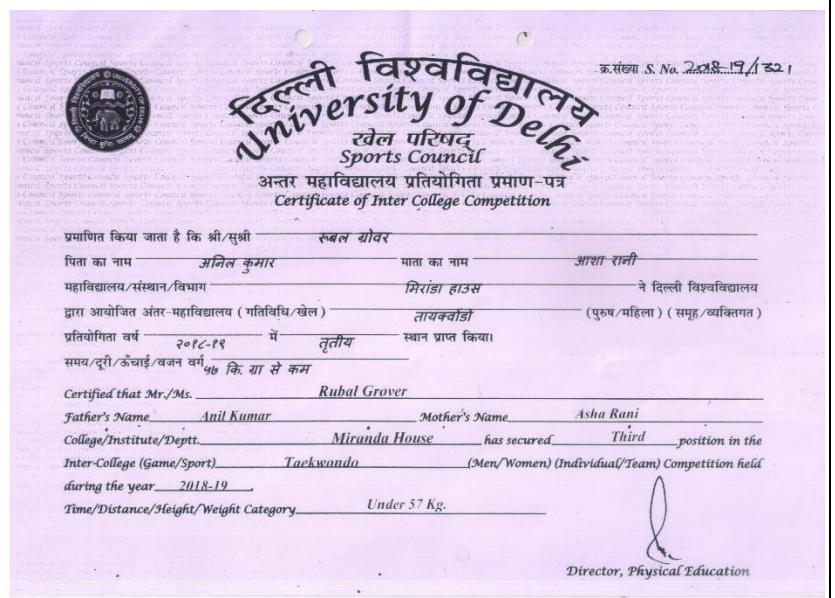 क्र.संख्या S. No. 2018-19/1321
दिल्ली विश्वविद्यालय
University of Delhi
खेल परिषद्
Sports Council
अन्तर महाविद्यालय प्रतियोगिता प्रमाण-पत्र
Certificate of Inter College Competition
प्रमाणित किया जाता है कि श्री/सुश्री रूबल ग्रोवर
पिता का नाम अनिल कुमार माता का नाम आशा रानी
महाविद्यालय/संस्थान/विभाग मिरांडा हाउस ने दिल्ली विश्वविद्यालय
द्वारा आयोजित अंतर-महाविद्यालय ( गतिविधि/खेल ) तायक्वोंडो (पुरुष/महिला ) ( समूह/व्यक्तिगत )
प्रतियोगिता वर्ष २०१८-१९ में तृतीय स्थान प्राप्त किया।
समय/दूरी/ऊँचाई/वजन वर्ग ५७ कि. ग्रा से कम
Certified that Mr./Ms. Rubal Grover
Father's Name Anil Kumar Mother's Name Asha Rani
College/Institute/Deptt. Miranda House has secured Third position in the
Inter-College (Game/Sport) Taekwondo (Men/Women) (Individual/Team) Competition held
during the year 2018-19 .
Time/Distance/Height/Weight Category Under 57 Kg.
Director, Physical Education